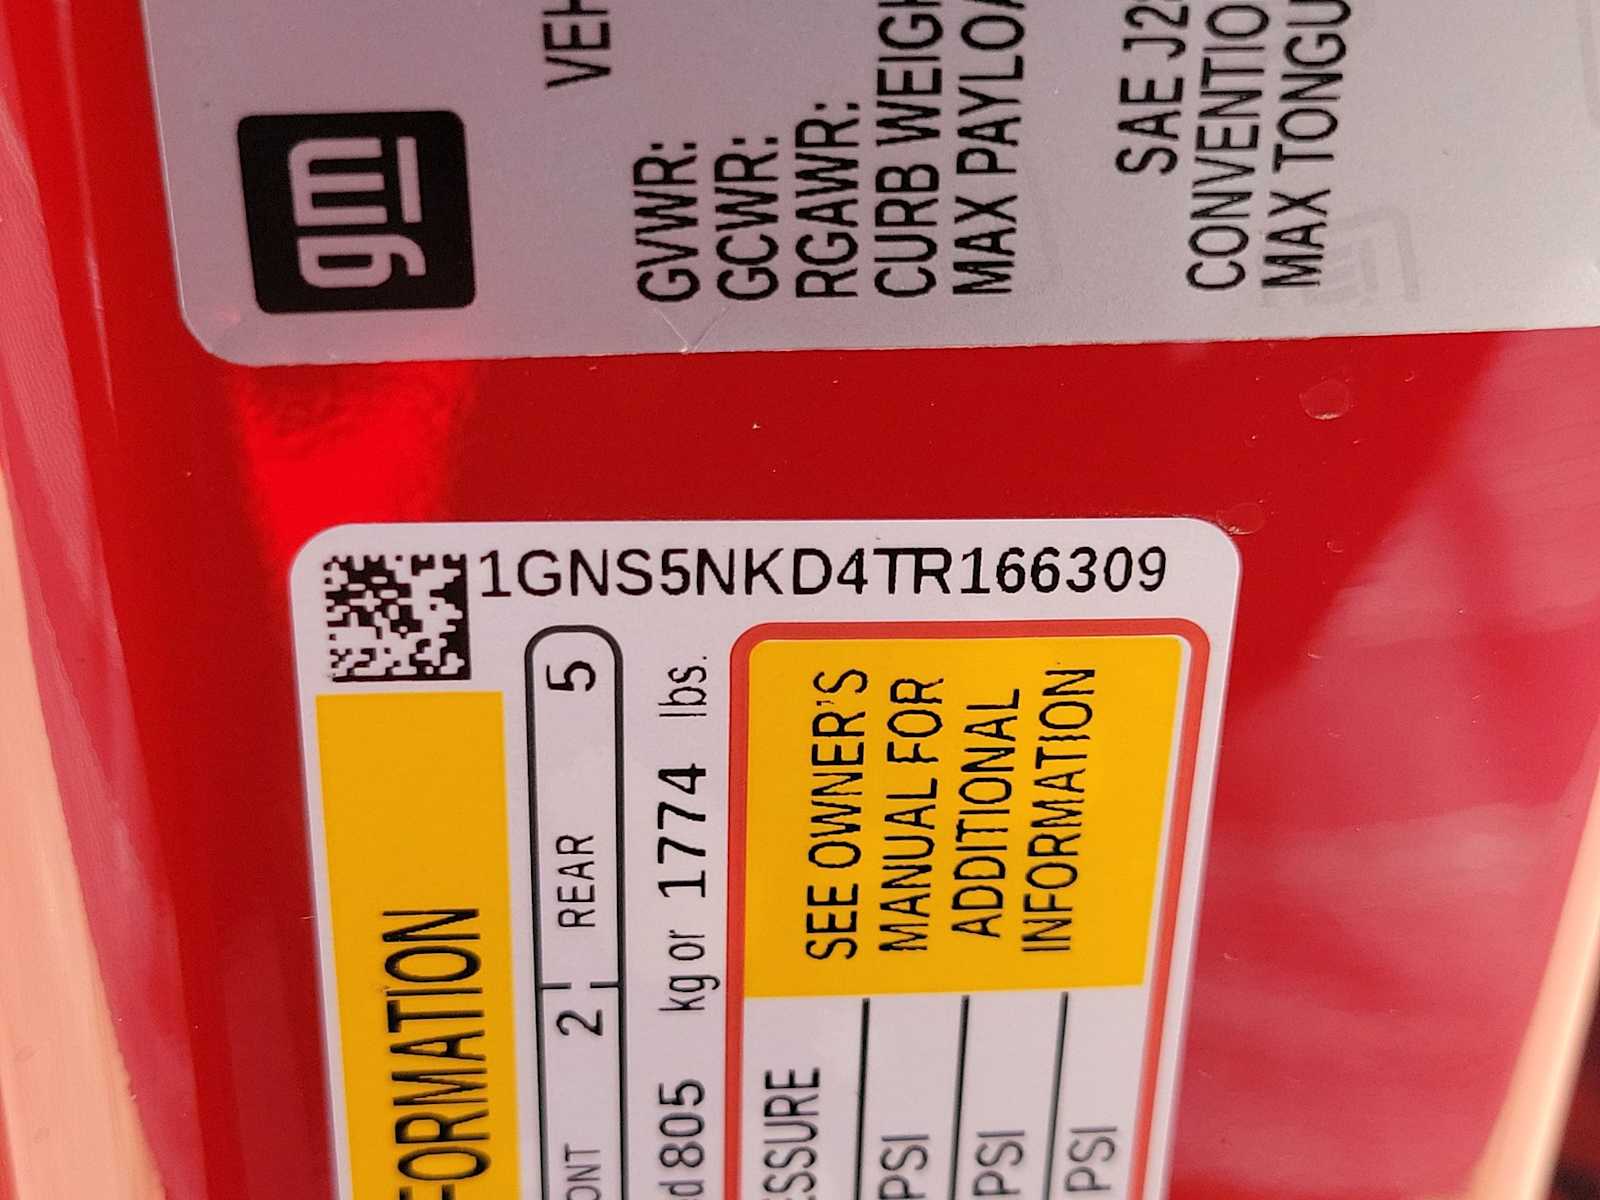 gm
VEH
GVWR:
GCWR:
RGAWR:
CURB WEIGH
MAX PAYLOA
SAE J2
CONVENTIO
MAX TONGU
1GNS5NKD4TR166309
FORMATION
ONT 2 REAR 5
d 805 kg or 1774 lbs.
SEE OWNER'S
MANUAL FOR
ADDITIONAL
INFORMATION
SSURE
PSI
PSI
PSI